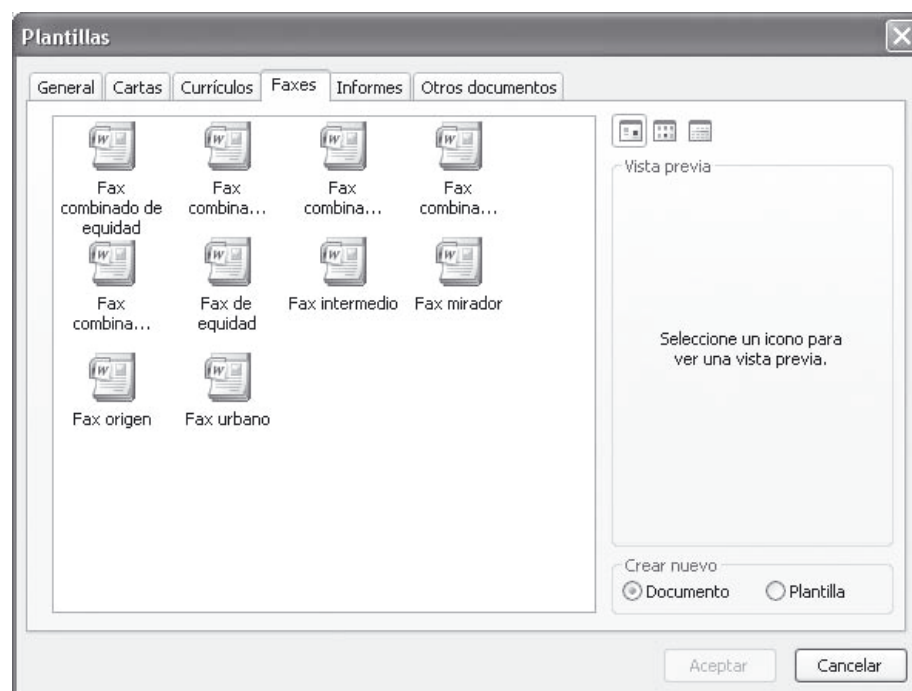 Plantillas
General Cartas Currículos Faxes Informes Otros documentos
Fax combinado de equidad
Fax combina...
Fax combina...
Fax combina...
Fax combina...
Fax de equidad
Fax intermedio
Fax mirador
Fax origen
Fax urbano
Vista previa
Seleccione un icono para
ver una vista previa.
Crear nuevo
Documento Plantilla
Aceptar Cancelar